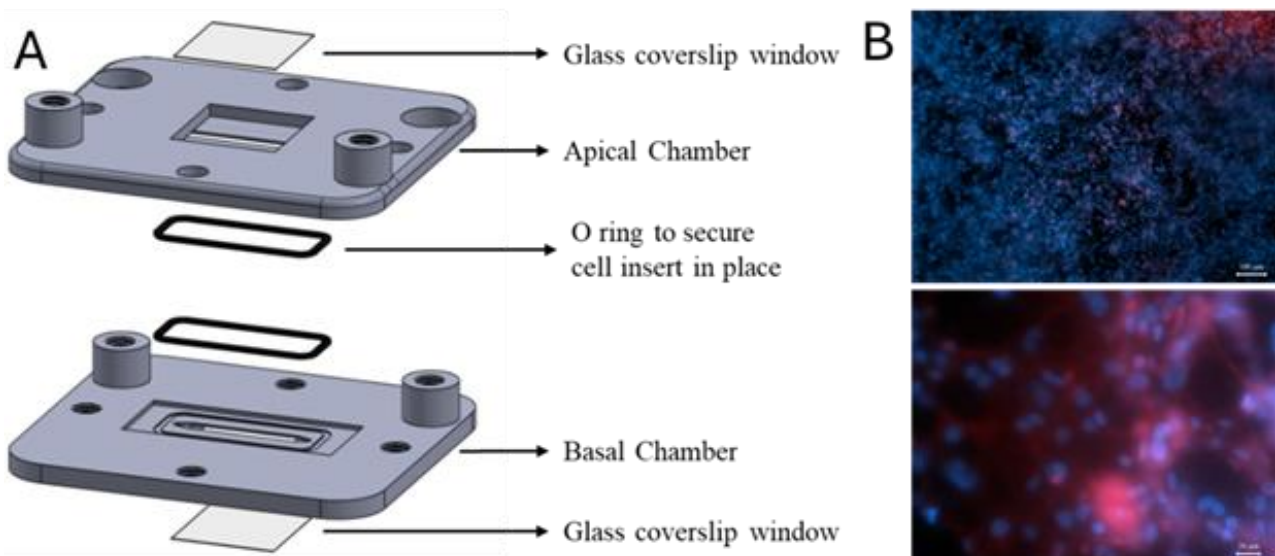 A
Glass coverslip window
Apical Chamber
O ring to secure
cell insert in place
Basal Chamber
Glass coverslip window
B